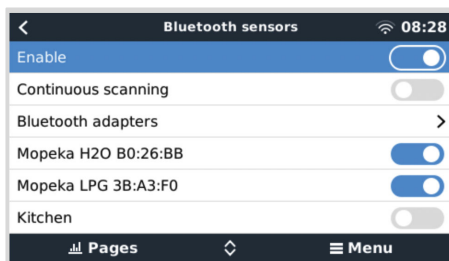 Bluetooth sensors 08:28
Enable
Continuous scanning
Bluetooth adapters
Mopeka H2O B0:26:BB
Mopeka LPG 3B:A3:F0
Kitchen
Pages Menu